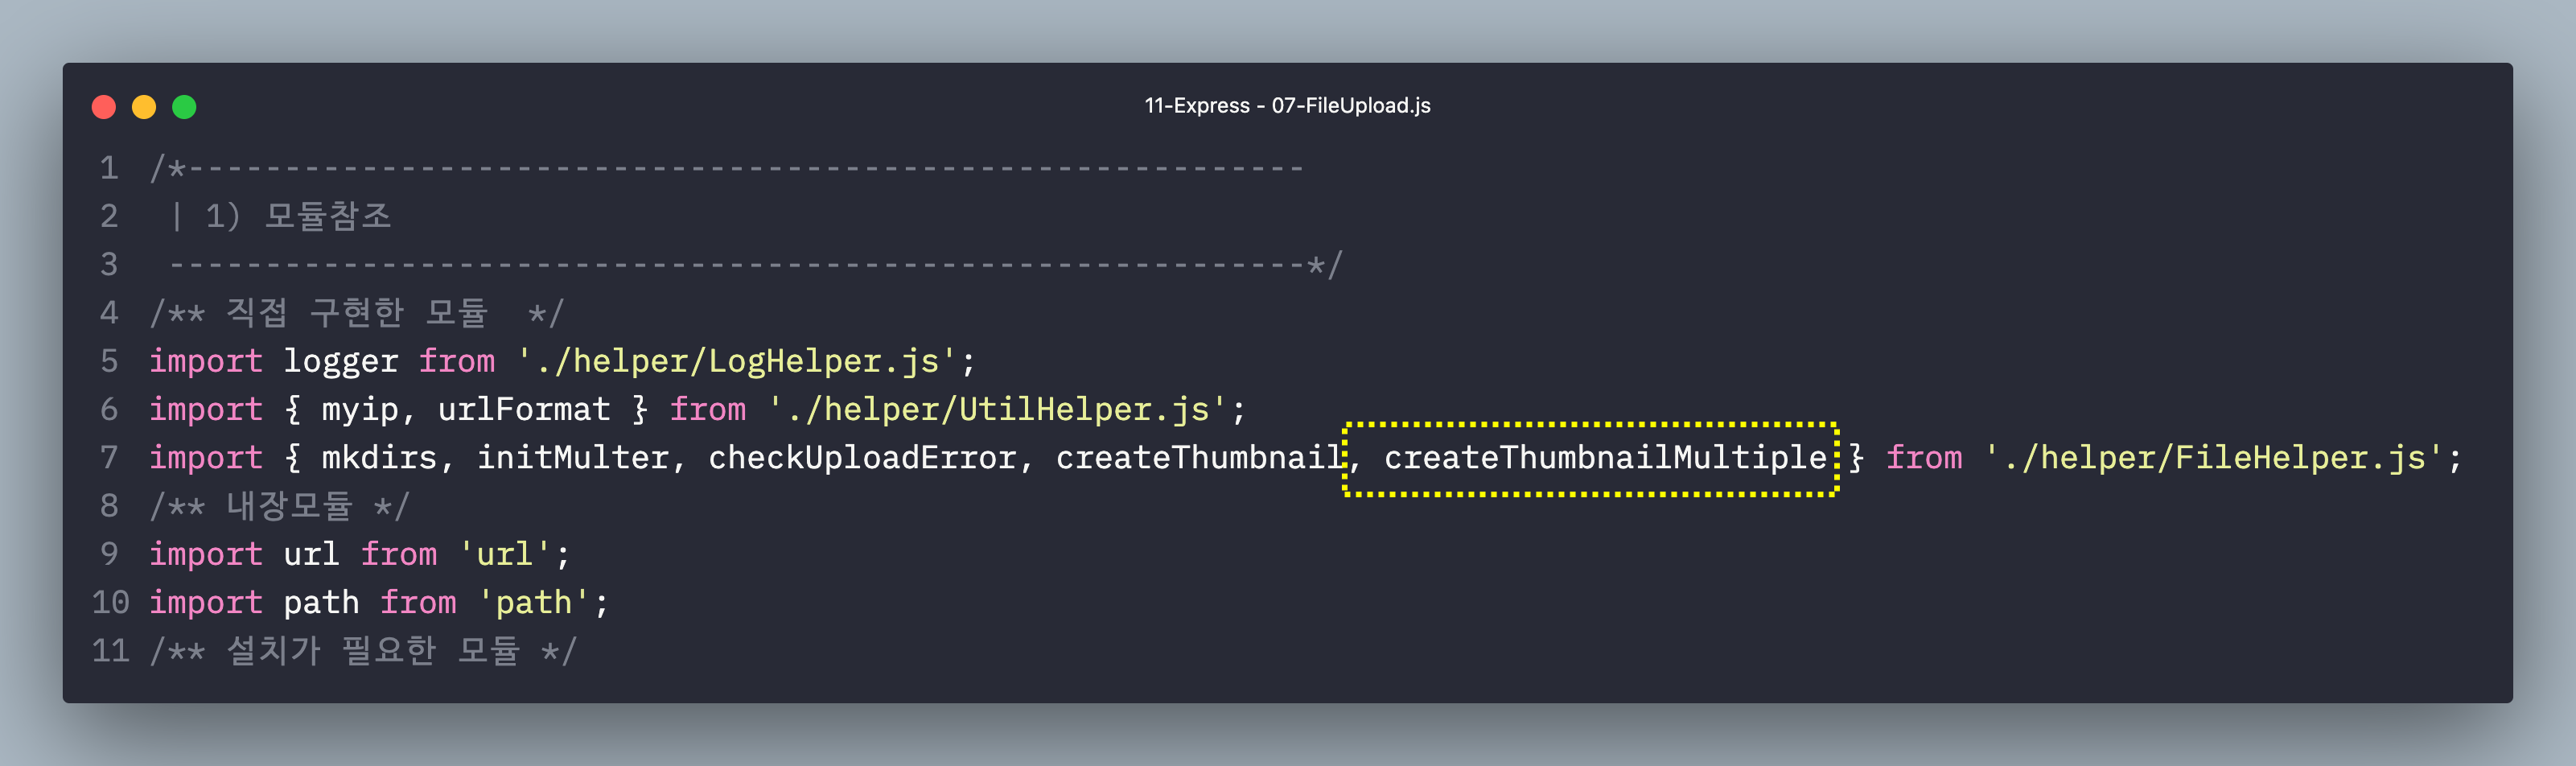 11-Express - 07-FileUpload.js
1 /*----------------------------------------------------------
2  | 1) 모듈참조
3  -----------------------------------------------------------*/
4 /** 직접 구현한 모듈  */
5 import logger from './helper/LogHelper.js';
6 import { myip, urlFormat } from './helper/UtilHelper.js';
7 import { mkdirs, initMulter, checkUploadError, createThumbnail, createThumbnailMultiple } from './helper/FileHelper.js';
8 /** 내장모듈 */
9 import url from 'url';
10 import path from 'path';
11 /** 설치가 필요한 모듈 */